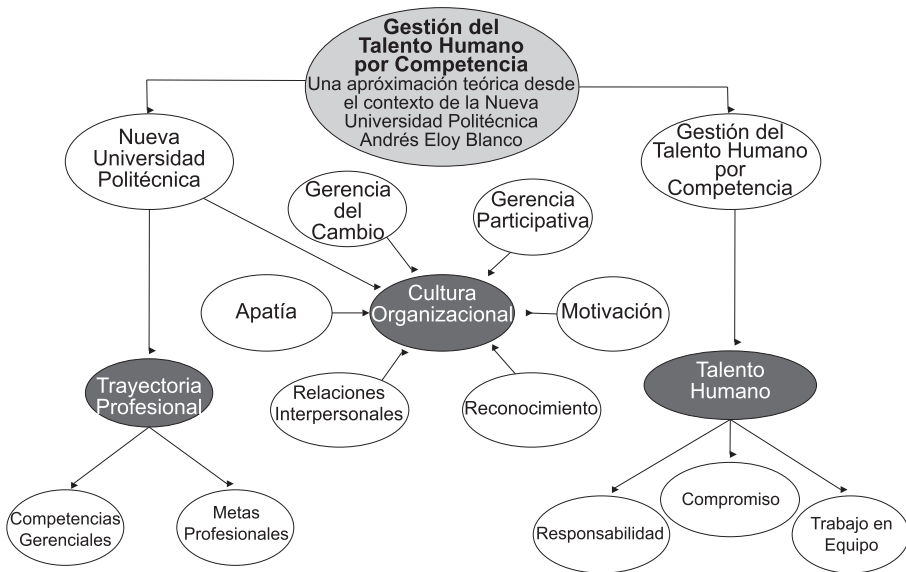 Gestión del
Talento Humano
por Competencia
Una apróximación teórica desde
el contexto de la Nueva
Universidad Politécnica
Andrés Eloy Blanco
Nueva
Universidad
Politécnica
Gestión del
Talento Humano
por
Competencia
Gerencia
del
Cambio
Gerencia
Participativa
Apatía
Cultura
Organizacional
Motivación
Trayectoria
Profesional
Relaciones
Interpersonales
Reconocimiento
Talento
Humano
Competencias
Gerenciales
Metas
Profesionales
Responsabilidad
Compromiso
Trabajo en
Equipo